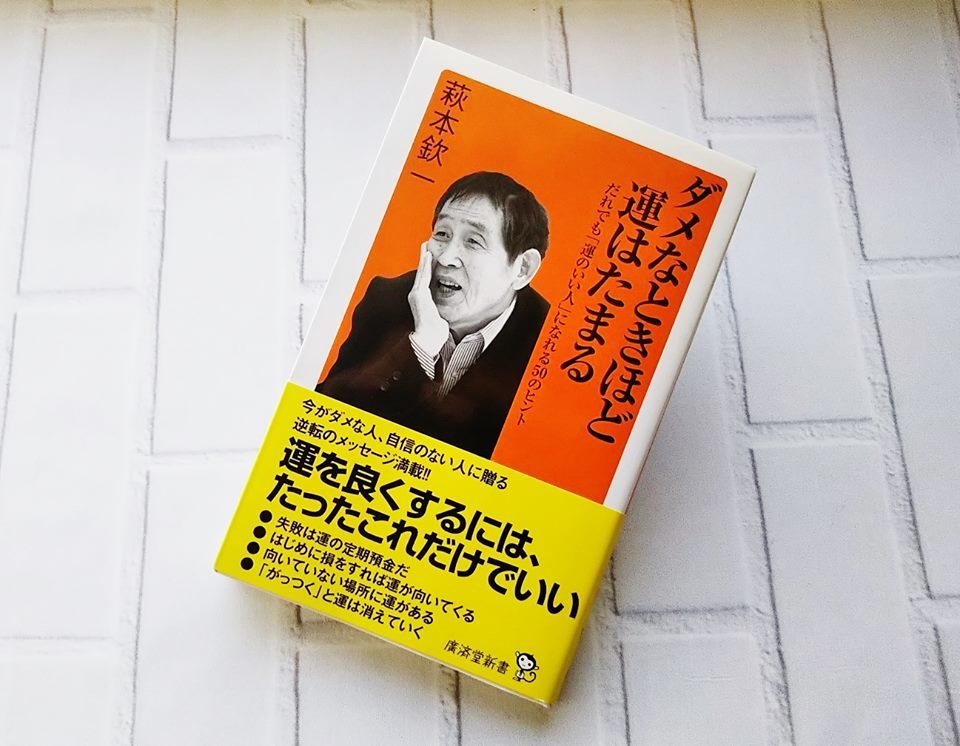 萩本欽一
ダメなときほど
運はたまる
だれでも「運のいい人」になれる50のヒント
今がダメな人、自信のない人に贈る
逆転のメッセージ満載!!
運を良くするには、
たったこれだけでいい
●失敗は運の定期預金だ
●はじめに損をすれば運が向いてくる
●向いていない場所に運がある
●「がっつく」と運は消えていく
廣済堂新書